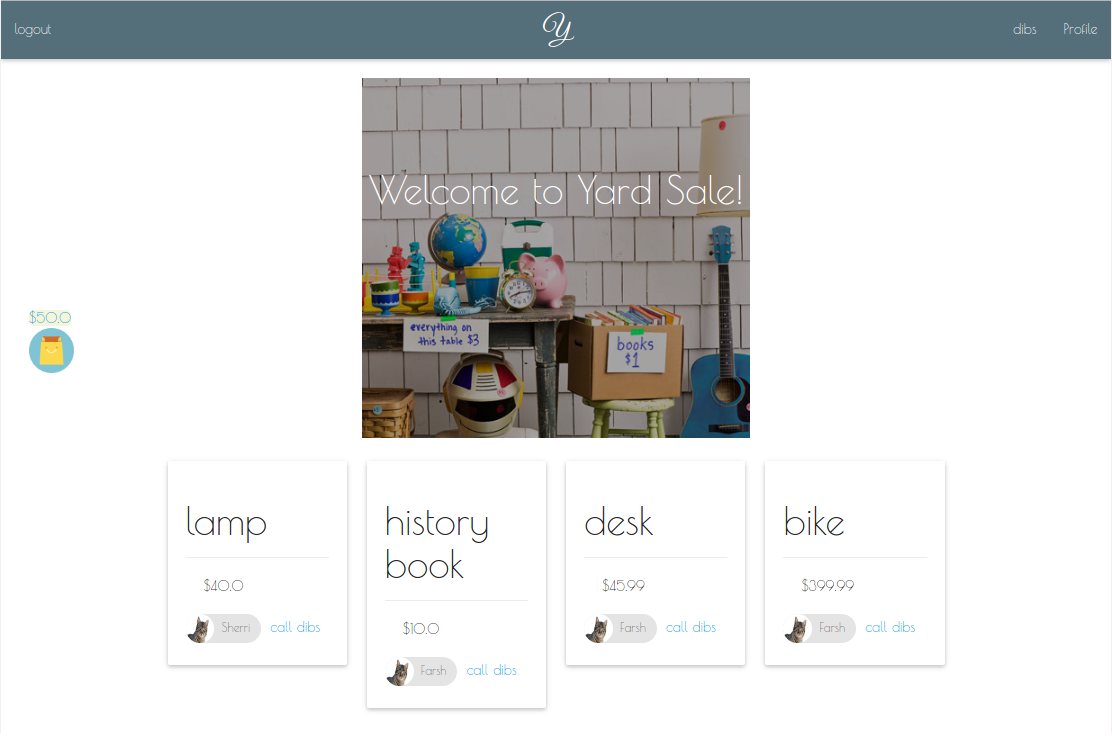 logout
Y
dibs
Profile
Welcome to Yard Sale!
everything on
this table $3
books
$1
$50.0
lamp
$40.0
Sherri
call dibs
history
book
$10.0
Farsh
call dibs
desk
$45.99
Farsh
call dibs
bike
$399.99
Farsh
call dibs